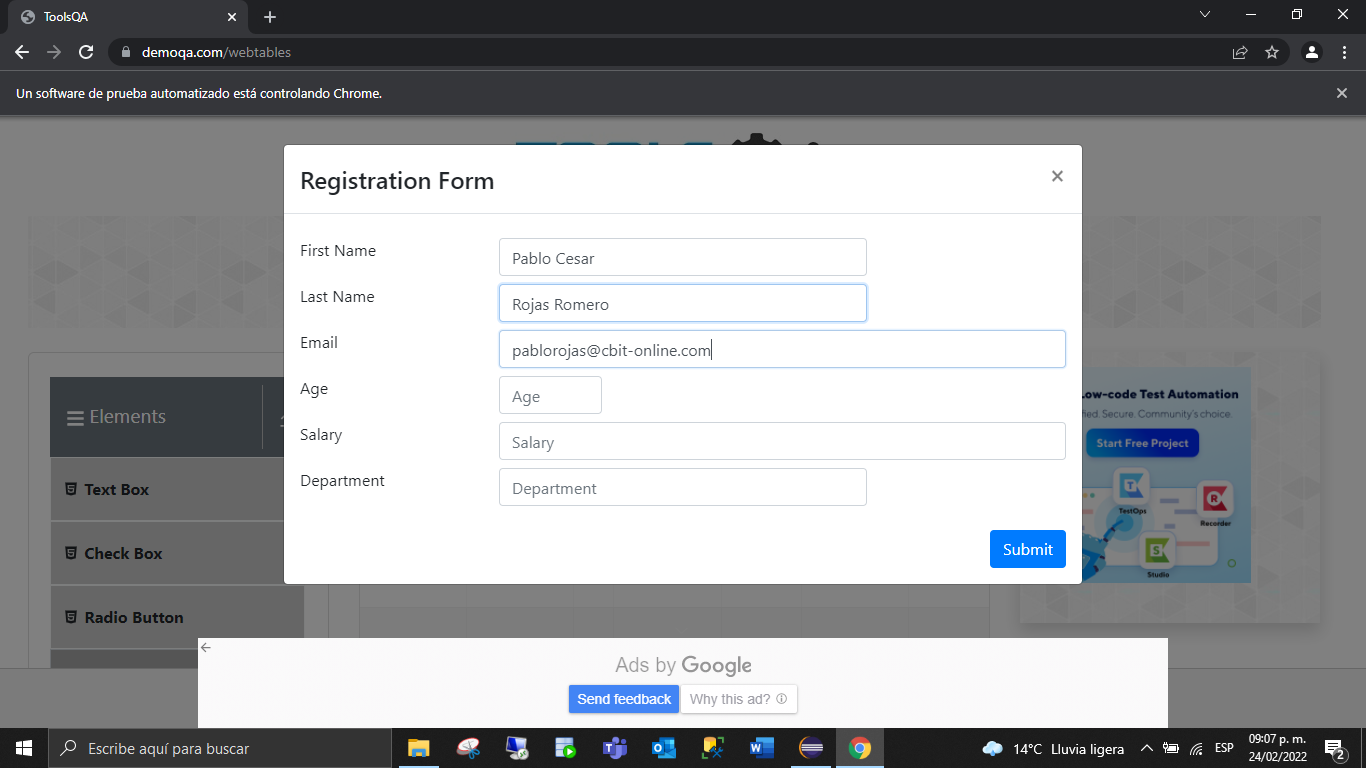 ToolsQA
demoqa.com/webtables
Un software de prueba automatizado está controlando Chrome.
Registration Form
First Name
Pablo Cesar
Last Name
Rojas Romero
Email
pablorojas@cbit-online.com
Age
Age
Salary
Salary
Department
Department
Submit
Elements
Text Box
Check Box
Radio Button
ow-code Test Automation
fied. Secure. Community's choice.
Start Free Project
TestOps
Recorder
Studio
Ads by Google
Send feedback
Why this ad?
Escribe aquí para buscar
14°C Lluvia ligera
ESP
09:07 p. m.
24/02/2022
2